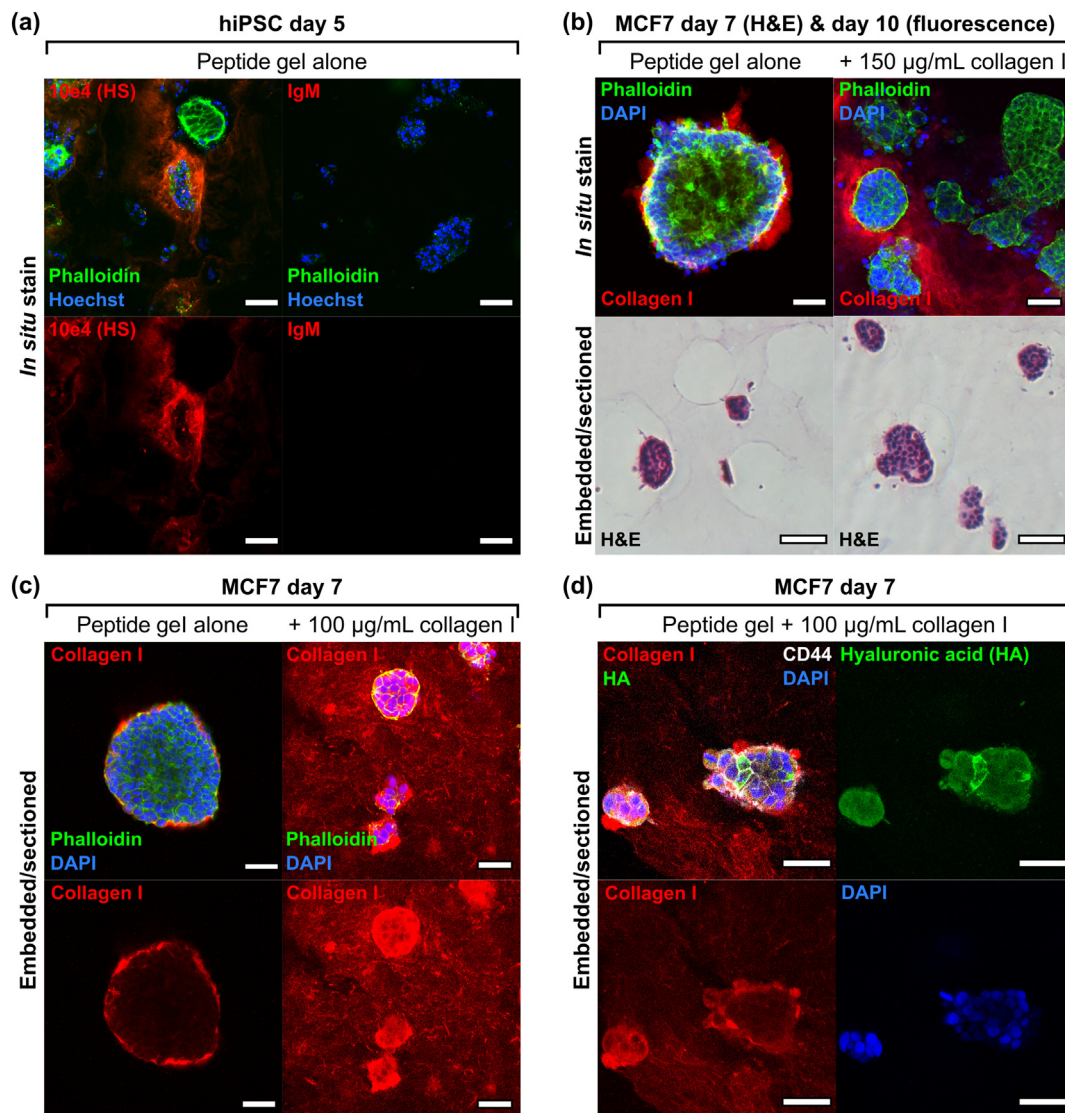 (a)
hiPSC day 5
Peptide gel alone
In situ stain
10e4 (HS)
IgM
Phalloidin
Hoechst
10e4 (HS)
IgM
(b)
MCF7 day 7 (H&E) & day 10 (fluorescence)
Peptide gel alone
+ 150 µg/mL collagen I
In situ stain
Phalloidin
DAPI
Collagen I
Phalloidin
DAPI
Collagen I
Embedded/sectioned
H&E
H&E
(c)
MCF7 day 7
Peptide gel alone
+ 100 µg/mL collagen I
Embedded/sectioned
Collagen I
Phalloidin
DAPI
Collagen I
Phalloidin
DAPI
Collagen I
Collagen I
(d)
MCF7 day 7
Peptide gel + 100 µg/mL collagen I
Embedded/sectioned
Collagen I
HA
CD44
DAPI
Hyaluronic acid (HA)
Collagen I
DAPI